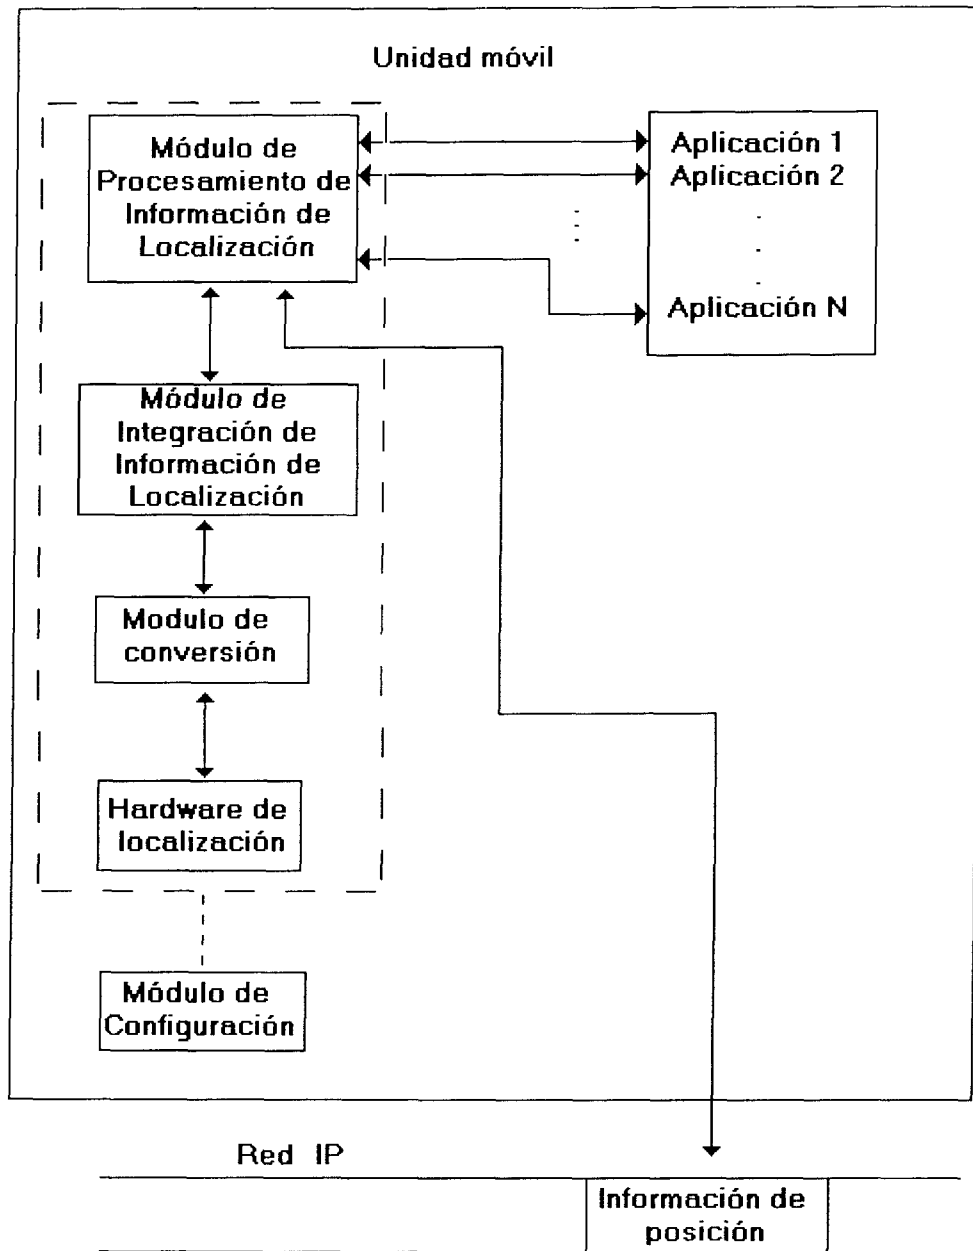 Unidad móvil
Módulo de
Procesamiento de
Información de
Localización
Aplicación 1
Aplicación 2
Aplicación N
Módulo de
Integración de
Información de
Localización
Modulo de
conversión
Hardware de
localización
Módulo de
Configuración
Red IP
Información de
posición